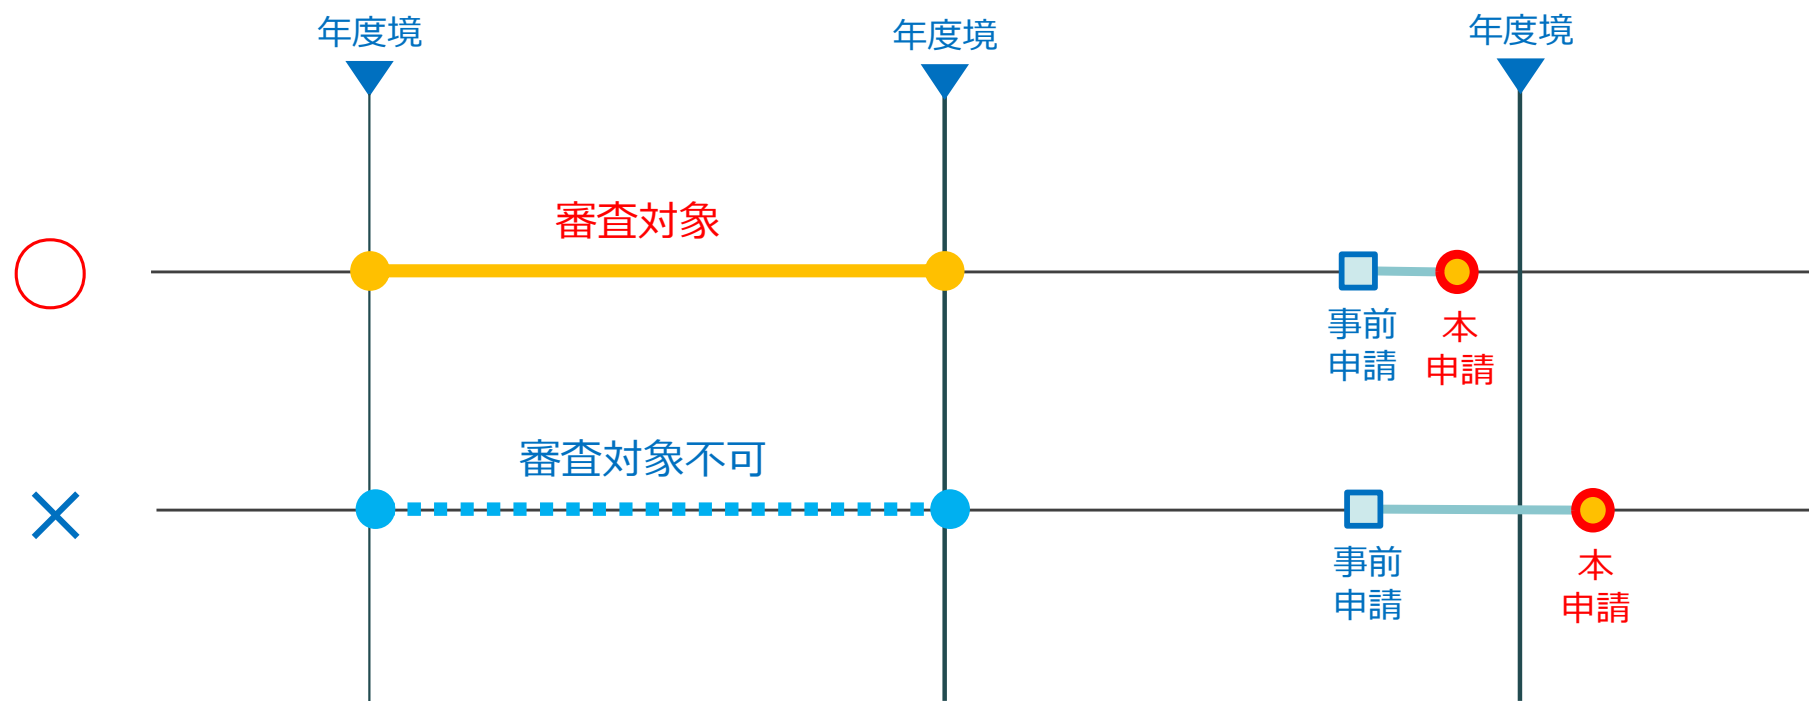 年度境
年度境
年度境
審査対象
事前
申請
本
申請
審査対象不可
事前
申請
本
申請